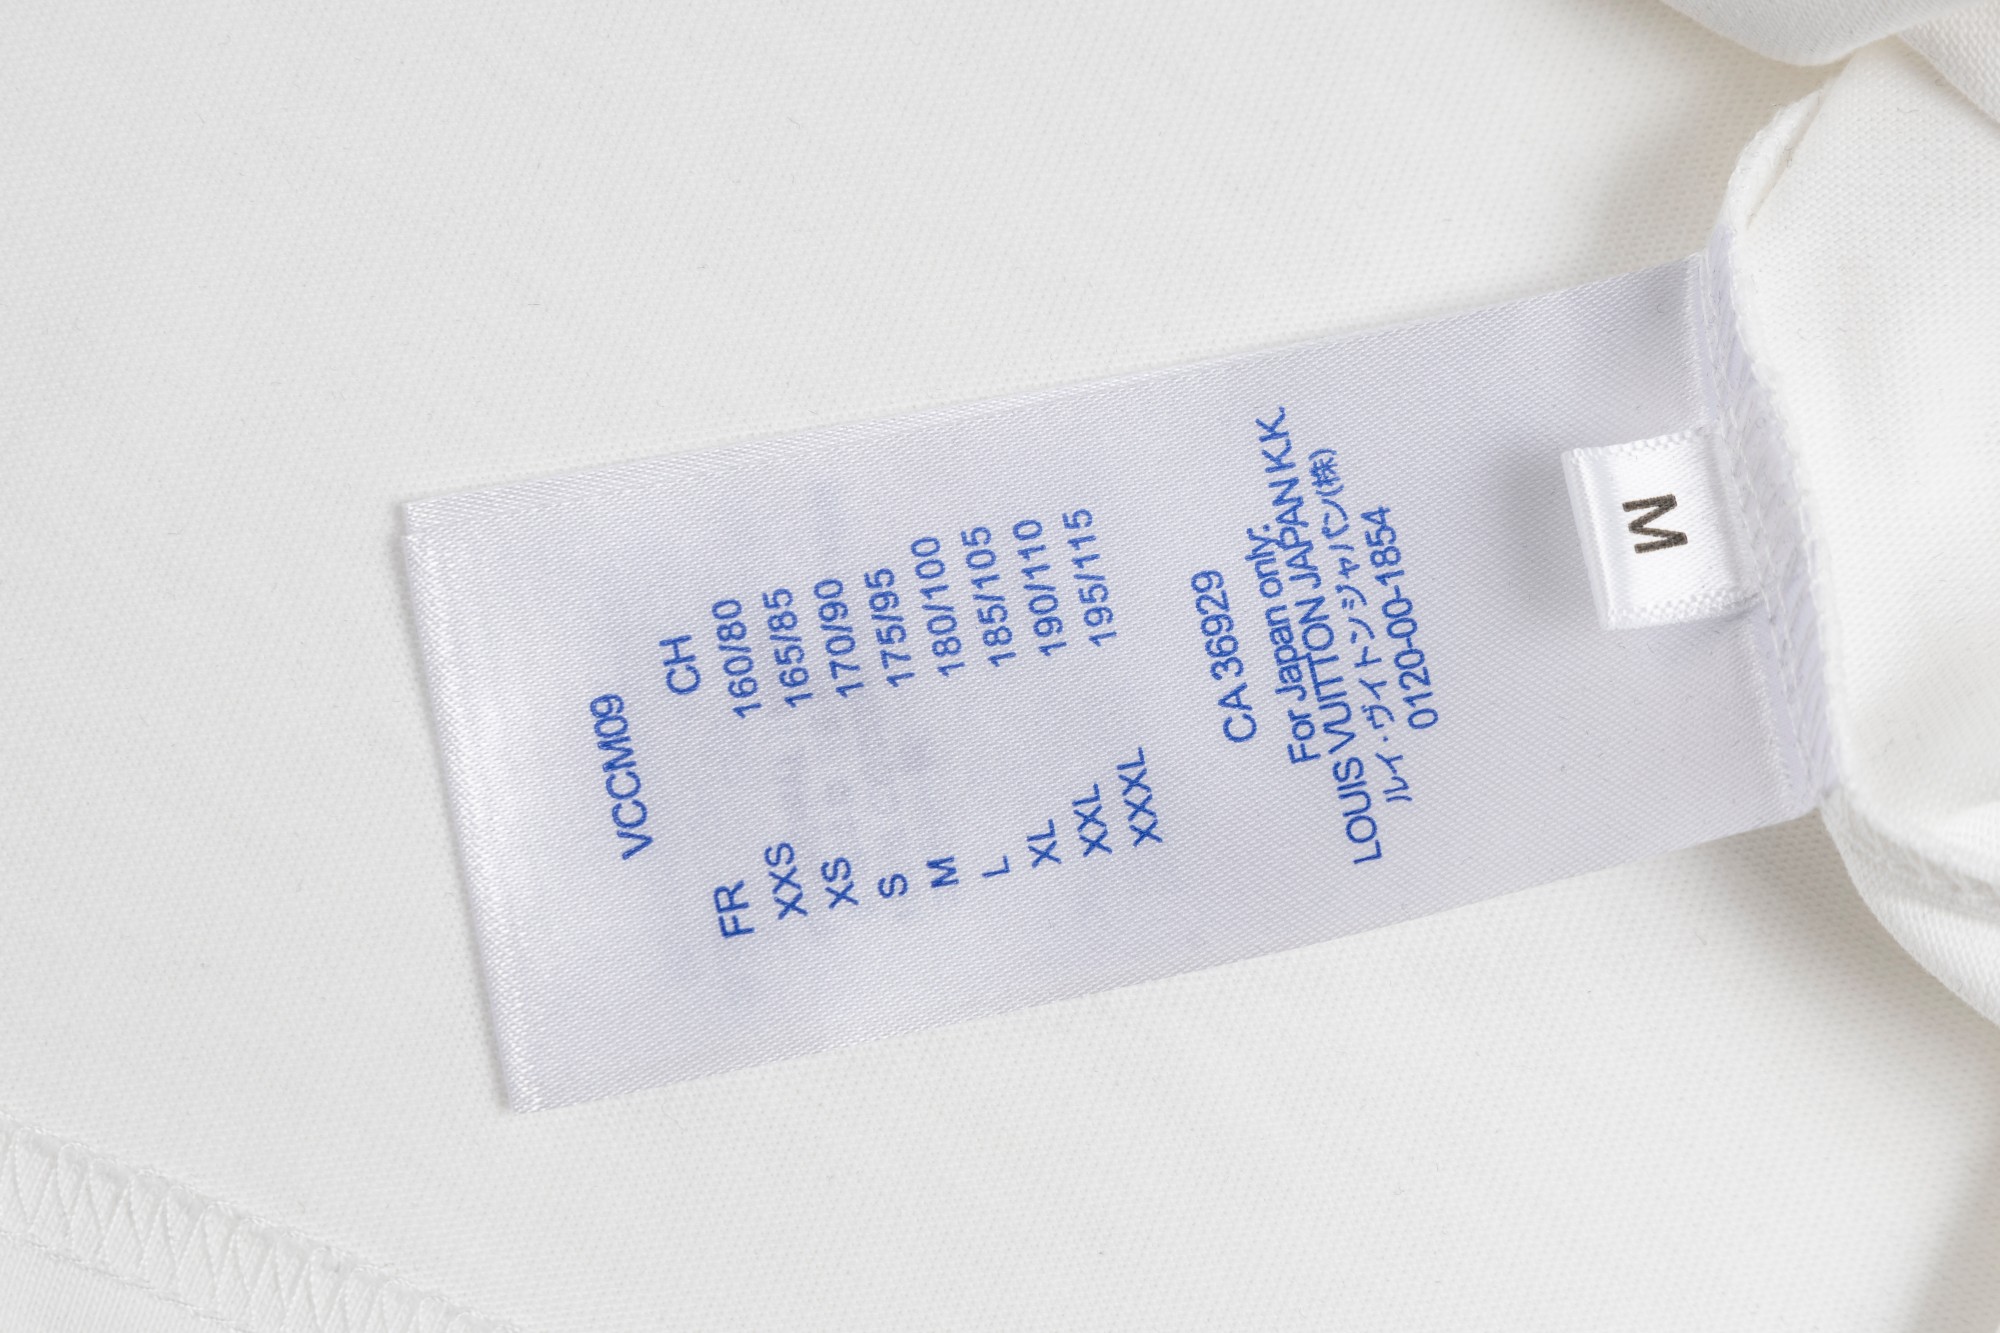 VCCM09
FR CH
XXS 160/80
XS 165/85
S 170/90
M 175/95
L 180/100
XL 185/105
XXL 190/110
XXXL 195/115
CA 36929
For Japan only.
LOUIS VUITTON JAPAN K.K.
ルイ・ヴィトンジャパン(株)
0120-00-1854
M